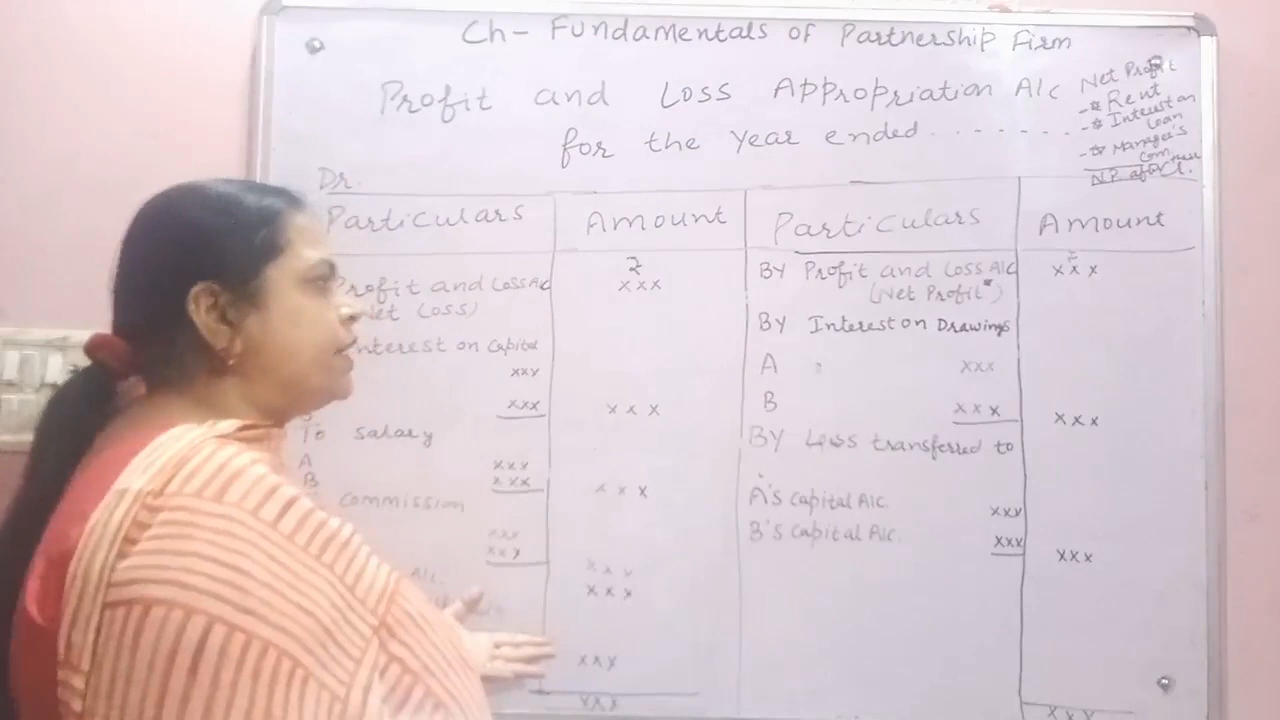 Ch- Fundamentals of Partnership Firm
Profit and Loss Appropriation A/c
for the year ended . . . . . . .
Net Profit
-* Rent
-* Interest on
Loan
-* Manager's
Com.
N.P. after
Dr.
Particulars Amount Particulars Amount
₹
Profit and Loss A/c xxx
Net Loss)
Interest on Capital
xxx
xxx xxx
To Salary
A xxx
B xxx xxx
Commission
xxx
xxx xxx
A/c. xxx
xxx
xxx
By Profit and Loss A/c xxx
(Net Profit*)
By Interest on Drawings
A xxx
B xxx xxx
By Loss transferred to
A's Capital A/c. xxx
B's Capital A/c. xxx xxx
xxx